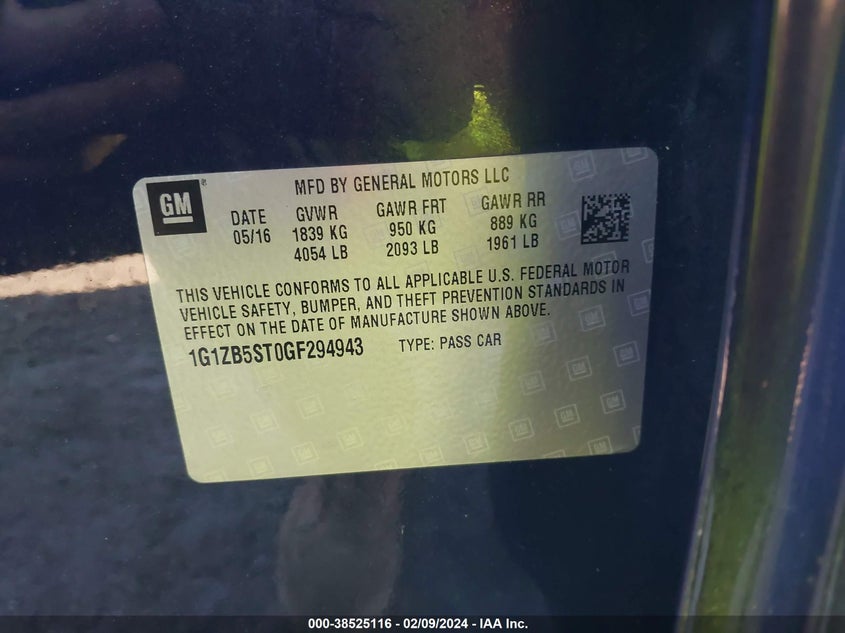 GM
MFD BY GENERAL MOTORS LLC
DATE GVWR GAWR FRT GAWR RR
05/16 1839 KG 950 KG 889 KG
4054 LB 2093 LB 1961 LB
THIS VEHICLE CONFORMS TO ALL APPLICABLE U.S. FEDERAL MOTOR
VEHICLE SAFETY, BUMPER, AND THEFT PREVENTION STANDARDS IN
EFFECT ON THE DATE OF MANUFACTURE SHOWN ABOVE.
1G1ZB5ST0GF294943 TYPE: PASS CAR
000-38525116 - 02/09/2024 - IAA Inc.